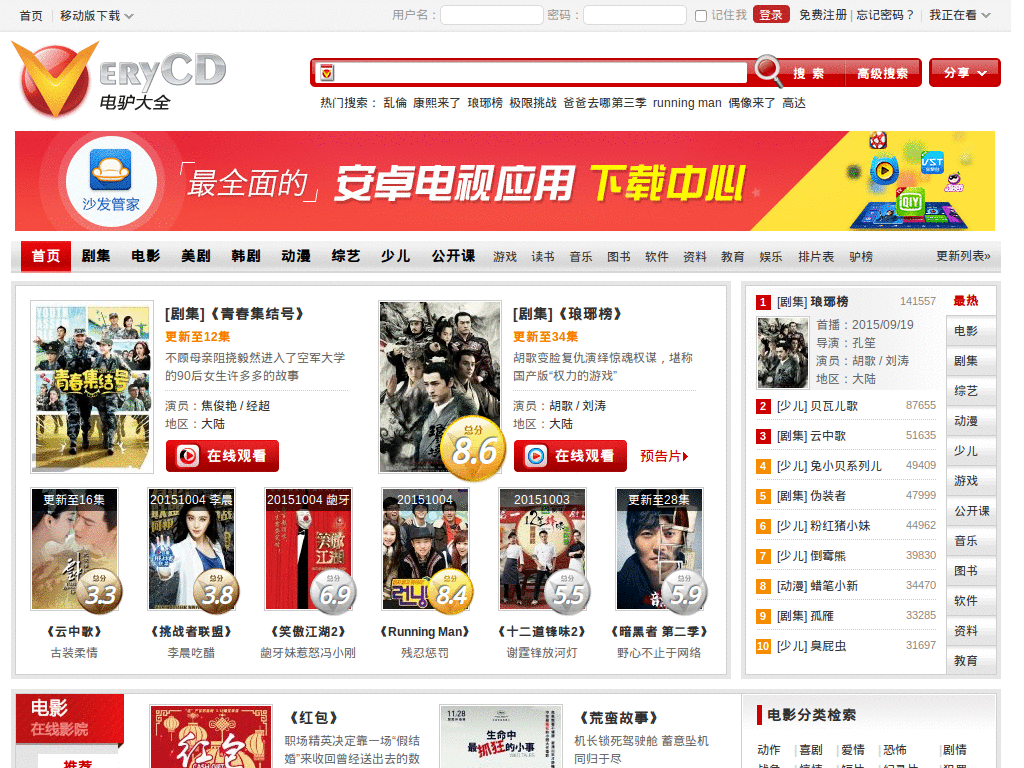 首页 移动版下载 用户名： 密码： 记住我 登录 免费注册 | 忘记密码？ 我正在看
VERYCD
电驴大全
搜 索 高级搜索 分享
热门搜索： 乱伦 康熙来了 琅琊榜 极限挑战 爸爸去哪第三季 running man 偶像来了 高达
沙发管家 「最全面的」 安卓电视应用 下载中心
VST 全聚合
QIY
首页 剧集 电影 美剧 韩剧 动漫 综艺 少儿 公开课 游戏 读书 音乐 图书 软件 资料 教育 娱乐 排片表 驴榜 更新列表»
青春集结号
[剧集]《青春集结号》
更新至12集
不顾母亲阻挠毅然进入了空军大学
的90后女生许多多的故事
演员：焦俊艳 / 经超
地区：大陆
在线观看
总分
8.6
[剧集]《琅琊榜》
更新至34集
胡歌变脸复仇演绎惊魂权谋，堪称
国产版“权力的游戏”
演员：胡歌 / 刘涛
地区：大陆
在线观看 预告片
更新至16集
总分
3.3
《云中歌》
古装柔情
20151004 李晨
总分
3.8
《挑战者联盟》
李晨吃醋
20151004 龅牙
笑傲江湖
总分
6.9
《笑傲江湖2》
龅牙妹惹怒冯小刚
20151004
런닝
总分
8.4
《Running Man》
残忍惩罚
20151003
总分
5.5
《十二道锋味2》
谢霆锋放河灯
更新至28集
总分
5.9
《暗黑者 第二季》
野心不止于网络
1 [剧集] 琅琊榜 141557
首播：2015/09/19
导演：孔笙
演员：胡歌 / 刘涛
地区：大陆
2 [少儿] 贝瓦儿歌 87655
3 [剧集] 云中歌 51635
4 [少儿] 兔小贝系列儿 49409
5 [剧集] 伪装者 47999
6 [少儿] 粉红猪小妹 44962
7 [少儿] 倒霉熊 39830
8 [动漫] 蜡笔小新 34470
9 [剧集] 孤雁 33285
10 [少儿] 臭屁虫 31697
最热
电影
剧集
综艺
动漫
少儿
游戏
公开课
音乐
图书
软件
资料
教育
电影
在线影院
推荐
红包
《红包》
职场精英决定靠一场“假结
婚”来收回曾经送出去的数
11·28
生命中
最抓狂的小事
《荒蛮故事》
机长锁死驾驶舱 蓄意坠机
同归于尽
电影分类检索
动作 喜剧 爱情 恐怖 剧情